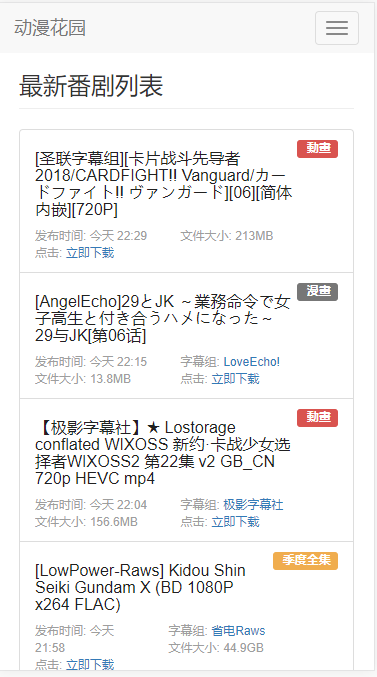 动漫花园
最新番剧列表
動畫
[圣联字幕组][卡片战斗先导者
2018/CARDFIGHT!! Vanguard/カー
ドファイト!! ヴァンガード][06][简体
内嵌][720P]
发布时间: 今天 22:29 文件大小: 213MB
点击: 立即下载
漫畫
[AngelEcho]29とJK ～業務命令で女
子高生と付き合うハメになった～
29与JK[第06话]
发布时间: 今天 22:15 字幕组: LoveEcho!
文件大小: 13.8MB 点击: 立即下载
動畫
【极影字幕社】★ Lostorage
conflated WIXOSS 新约·卡战少女选
择者WIXOSS2 第22集 v2 GB_CN
720p HEVC mp4
发布时间: 今天 22:04 字幕组: 极影字幕社
文件大小: 156.6MB 点击: 立即下载
季度全集
[LowPower-Raws] Kidou Shin
Seiki Gundam X (BD 1080P
x264 FLAC)
发布时间: 今天 字幕组: 省电Raws
21:58 文件大小: 44.9GB
点击: 立即下载